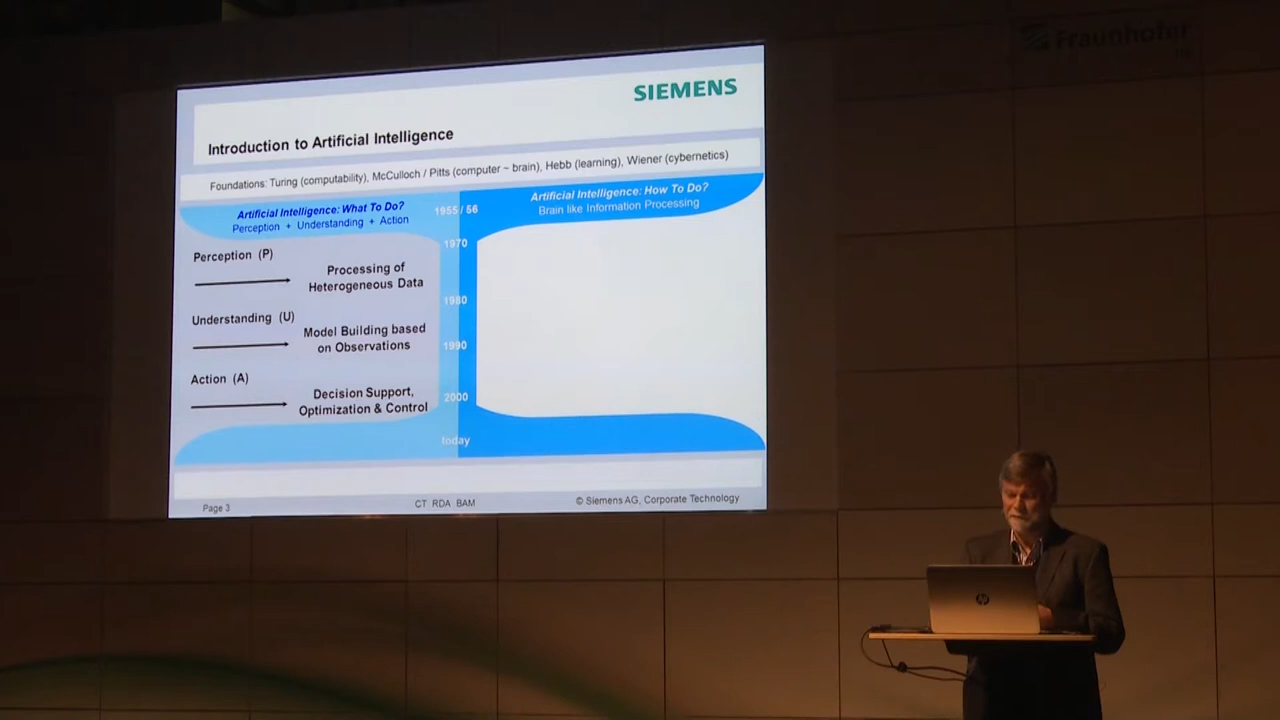 Fraunhofer
SIEMENS
Introduction to Artificial Intelligence
Foundations: Turing (computability), McCulloch / Pitts (computer ~ brain), Hebb (learning), Wiener (cybernetics)
Artificial Intelligence: What To Do?
Perception + Understanding + Action
1955 / 56
Artificial Intelligence: How To Do?
Brain like Information Processing
1970
Perception (P)
Processing of
Heterogeneous Data
1980
Understanding (U)
Model Building based
on Observations
1990
Action (A)
Decision Support,
Optimization & Control
2000
today
Page 3
CT RDA BAM
© Siemens AG, Corporate Technology
hp